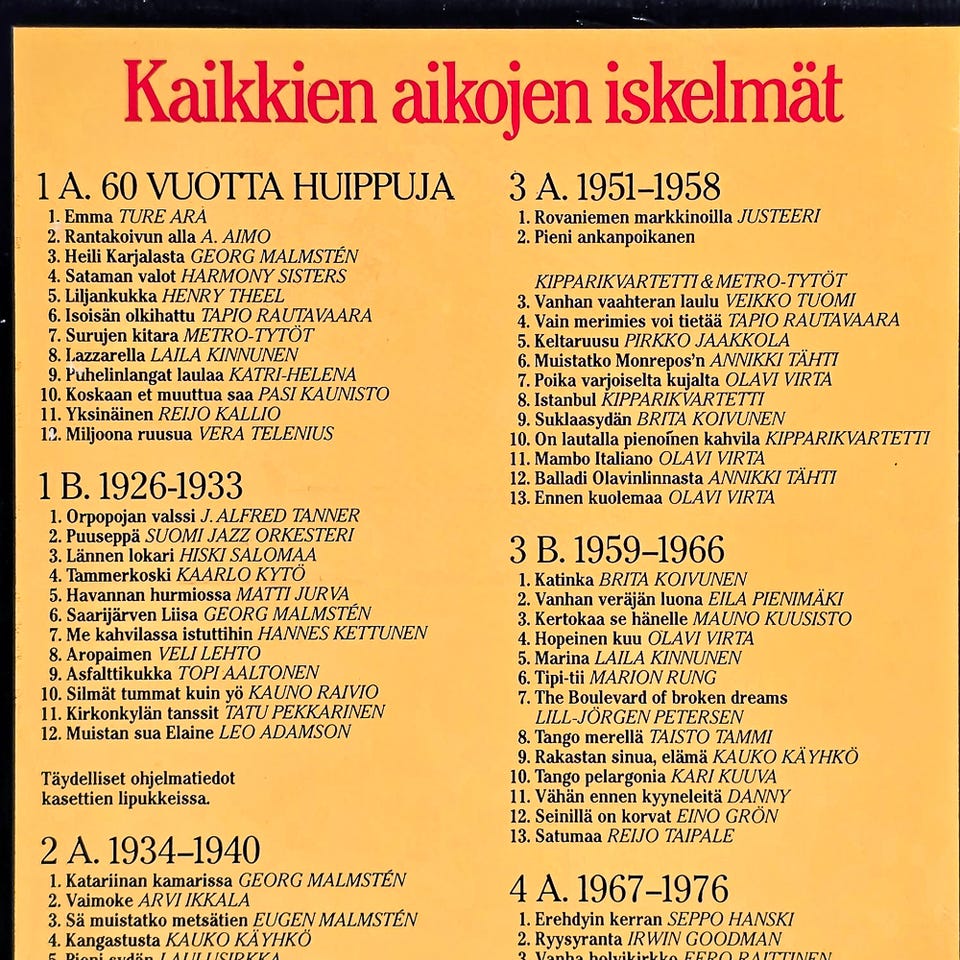 Kaikkien aikojen iskelmät
1 A. 60 VUOTTA HUIPPUJA
1. Emma TURE ARA
2. Rantakoivun alla A. AIMO
3. Heili Karjalasta GEORG MALMSTÉN
4. Sataman valot HARMONY SISTERS
5. Liljankukka HENRY THEEL
6. Isoisän olkihattu TAPIO RAUTAVAARA
7. Surujen kitara METRO-TYTÖT
8. Lazzarella LAILA KINNUNEN
9. Puhelinlangat laulaa KATRI-HELENA
10. Koskaan et muuttua saa PASI KAUNISTO
11. Yksinäinen REIJO KALLIO
12. Miljoona ruusua VERA TELENIUS
1 B. 1926-1933
1. Orpopojan valssi J. ALFRED TANNER
2. Puuseppä SUOMI JAZZ ORKESTERI
3. Lännen lokari HISKI SALOMAA
4. Tammerkoski KAARLO KYTÖ
5. Havannan hurmiossa MATTI JURVA
6. Saarijärven Liisa GEORG MALMSTÉN
7. Me kahvilassa istuttihin HANNES KETTUNEN
8. Aropaimen VELI LEHTO
9. Asfalttikukka TOPI AALTONEN
10. Silmät tummat kuin yö KAUNO RAIVIO
11. Kirkonkylän tanssit TATU PEKKARINEN
12. Muistan sua Elaine LEO ADAMSON
Täydelliset ohjelmatiedot
kasettien lipukkeissa.
2 A. 1934–1940
1. Katariinan kamarissa GEORG MALMSTÉN
2. Vaimoke ARVI IKKALA
3. Sä muistatko metsätien EUGEN MALMSTÉN
4. Kangastusta KAUKO KÄYHKÖ
5. Pieni sydän LAULUSIRKKA
3 A. 1951–1958
1. Rovaniemen markkinoilla JUSTEERI
2. Pieni ankanpoikanen
KIPPARIKVARTETTI & METRO-TYTÖT
3. Vanhan vaahteran laulu VEIKKO TUOMI
4. Vain merimies voi tietää TAPIO RAUTAVAARA
5. Keltaruusu PIRKKO JAAKKOLA
6. Muistatko Monrepos'n ANNIKKI TÄHTI
7. Poika varjoiselta kujalta OLAVI VIRTA
8. Istanbul KIPPARIKVARTETTI
9. Suklaasydän BRITA KOIVUNEN
10. On lautalla pienoinen kahvila KIPPARIKVARTETTI
11. Mambo Italiano OLAVI VIRTA
12. Balladi Olavinlinnasta ANNIKKI TÄHTI
13. Ennen kuolemaa OLAVI VIRTA
3 B. 1959–1966
1. Katinka BRITA KOIVUNEN
2. Vanhan veräjän luona EILA PIENIMÄKI
3. Kertokaa se hänelle MAUNO KUUSISTO
4. Hopeinen kuu OLAVI VIRTA
5. Marina LAILA KINNUNEN
6. Tipi-tii MARION RUNG
7. The Boulevard of broken dreams
LILL-JÖRGEN PETERSEN
8. Tango merellä TAISTO TAMMI
9. Rakastan sinua, elämä KAUKO KÄYHKÖ
10. Tango pelargonia KARI KUUVA
11. Vähän ennen kyyneleitä DANNY
12. Seinillä on korvat EINO GRÖN
13. Satumaa REIJO TAIPALE
4 A. 1967–1976
1. Erehdyin kerran SEPPO HANSKI
2. Ryysyranta IRWIN GOODMAN
3. Vanha holvikirkko EERO RAITTINEN